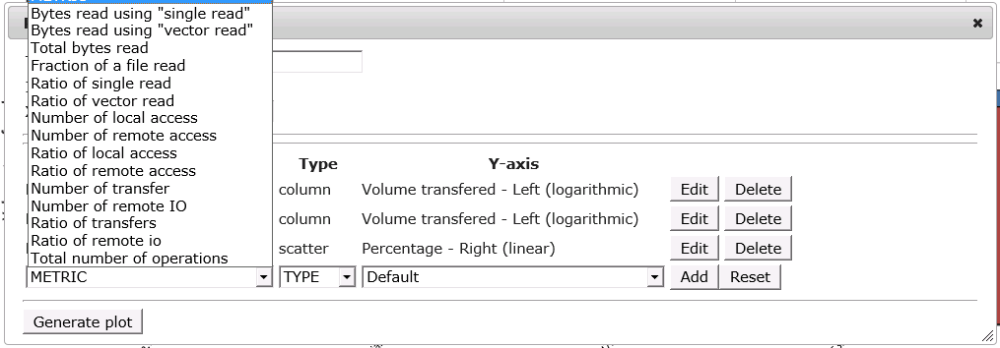 Bytes read using "single read"
Bytes read using "vector read"
Total bytes read
Fraction of a file read
Ratio of single read
Ratio of vector read
Number of local access
Number of remote access
Ratio of local access
Ratio of remote access
Number of transfer
Number of remote IO
Ratio of transfers
Ratio of remote io
Total number of operations
Type Y-axis
column Volume transfered - Left (logarithmic) Edit Delete
column Volume transfered - Left (logarithmic) Edit Delete
scatter Percentage - Right (linear) Edit Delete
METRIC TYPE Default Add Reset
Generate plot